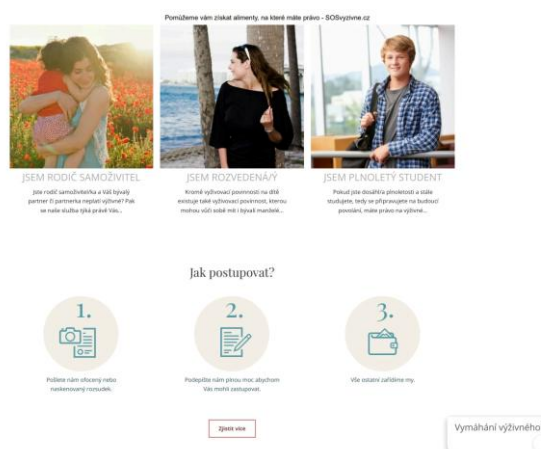 Pomůžeme vám získat alimenty, na které máte právo - SOSvyzivne.cz
JSEM RODIČ SAMOŽIVITEL
Jste rodič samoživitel/ka a Váš bývalý
partner či partnerka neplatí výživné? Pak
se naše služba týká právě Vás...
JSEM ROZVEDENÁ/Ý
Kromě vyživovací povinnosti na dítě
existuje také vyživovací povinnost, kterou
mohou vůči sobě mít i bývalí manželé...
JSEM PLNOLETÝ STUDENT
Pokud jste dosáhl/a plnoletosti a stále
studujete, tedy se připravujete na budoucí
povolání, máte právo na výživné...
Jak postupovat?
1.
Pošlete nám ofocený nebo
naskenovaný rozsudek.
2.
Podepíšte nám plnou moc abychom
Vás mohli zastupovat.
3.
Vše ostatní zařídíme my.
Zjistit více
Vymáhání výživného